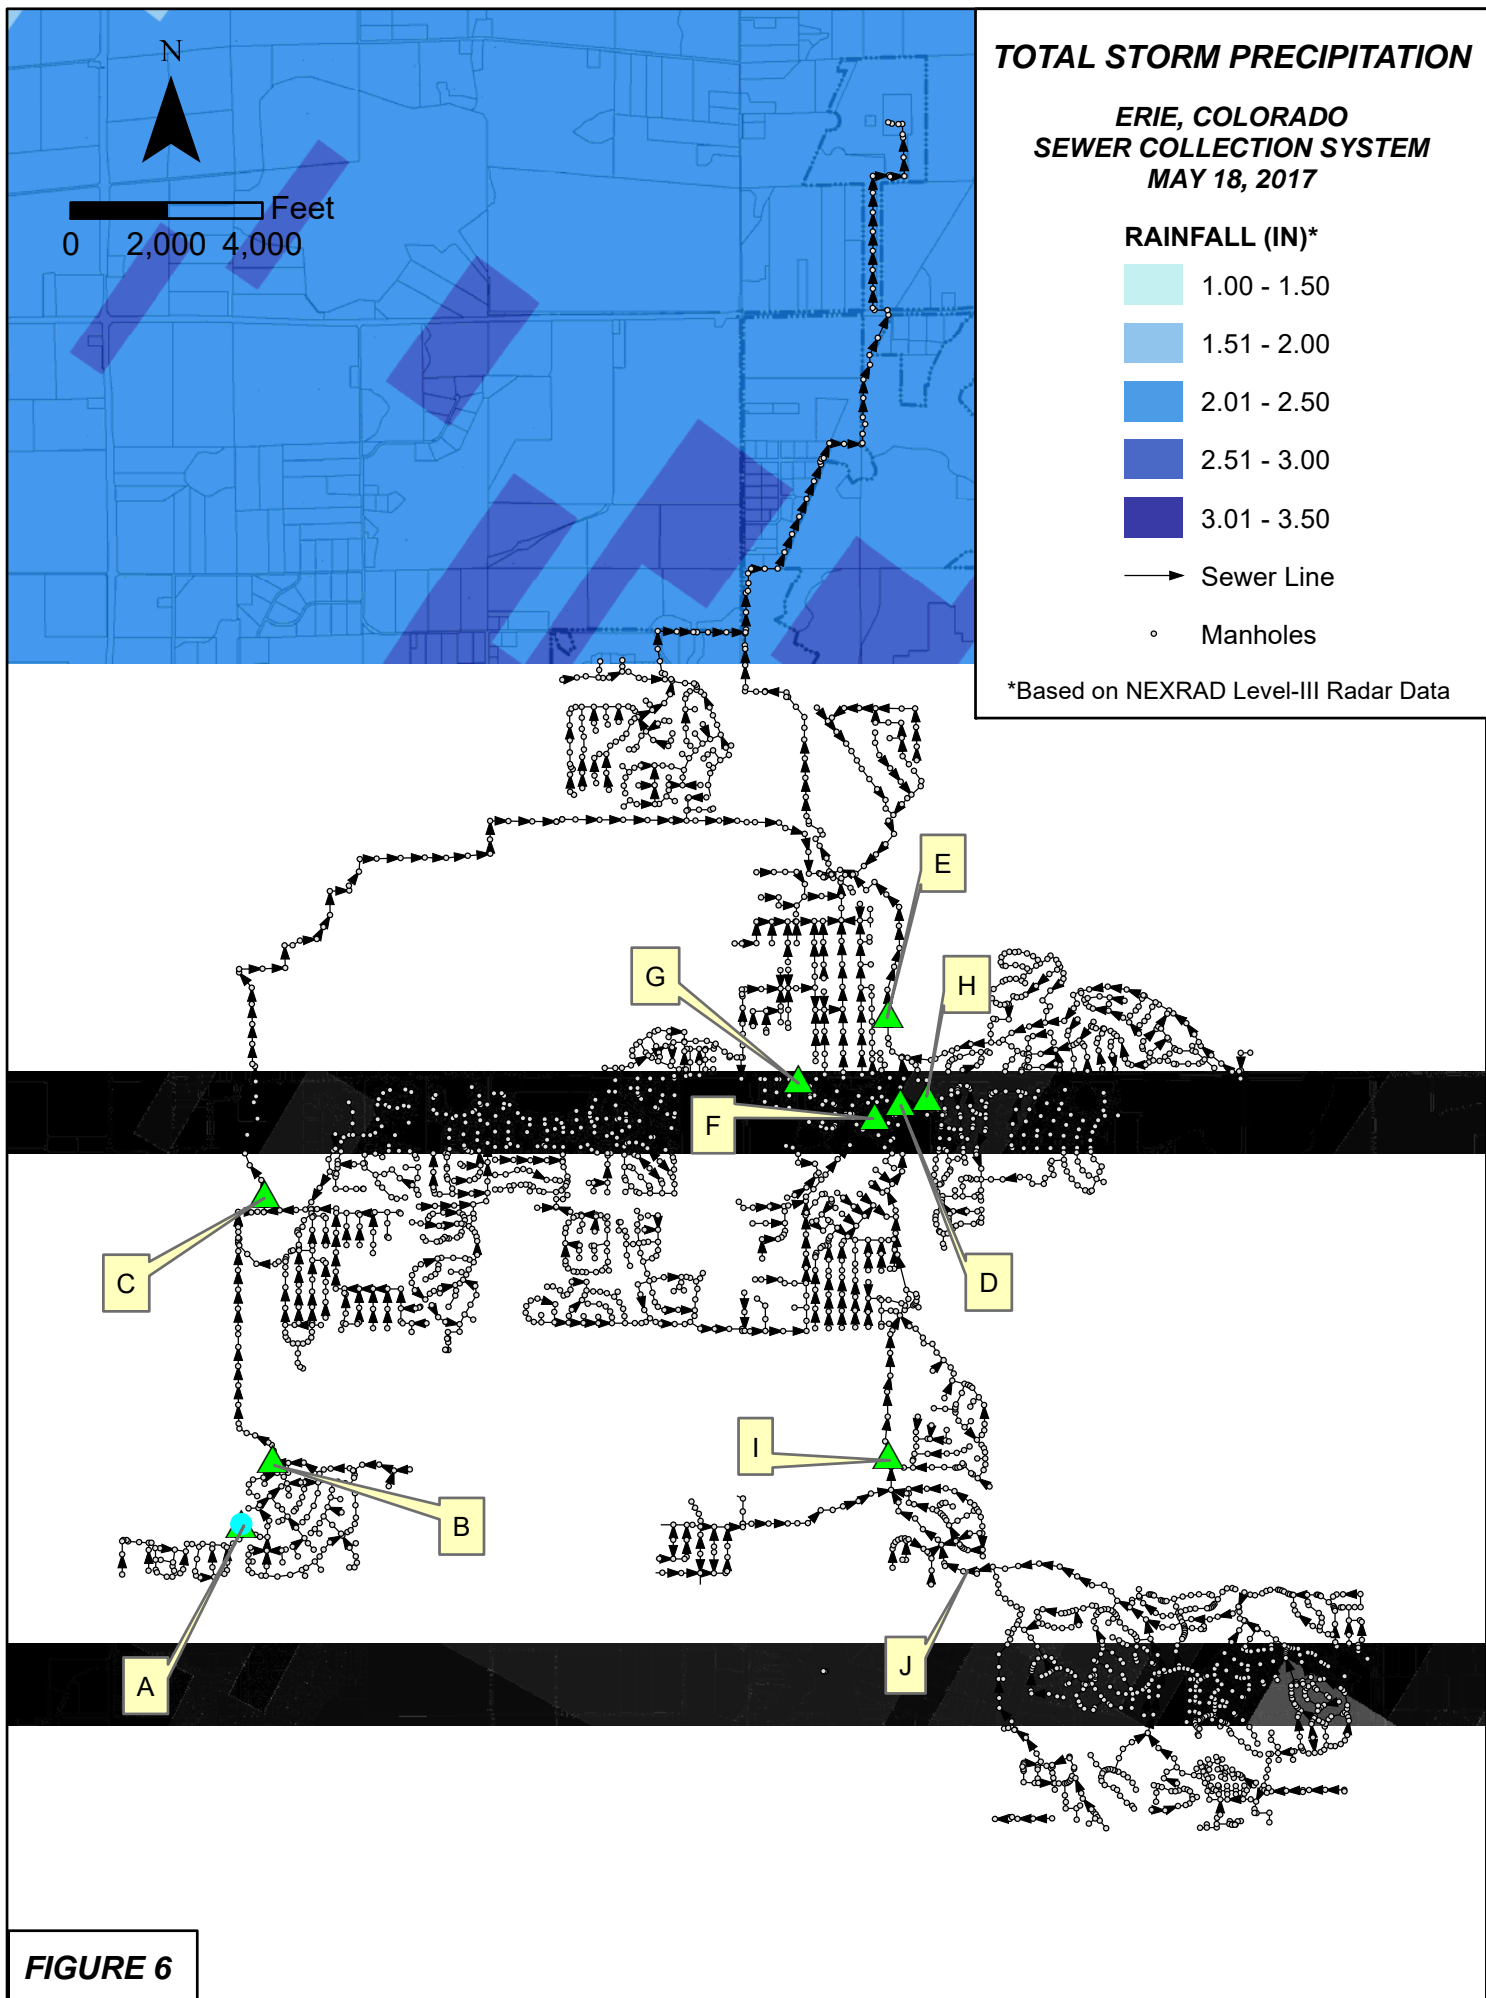 TOTAL STORM PRECIPITATION
ERIE, COLORADO
SEWER COLLECTION SYSTEM
MAY 18, 2017
RAINFALL (IN)*
1.00 - 1.50
1.51 - 2.00
2.01 - 2.50
2.51 - 3.00
3.01 - 3.50
Sewer Line
Manholes
*Based on NEXRAD Level-III Radar Data
N
Feet
0 2,000 4,000
E
G
H
F
C
D
I
B
J
A
FIGURE 6